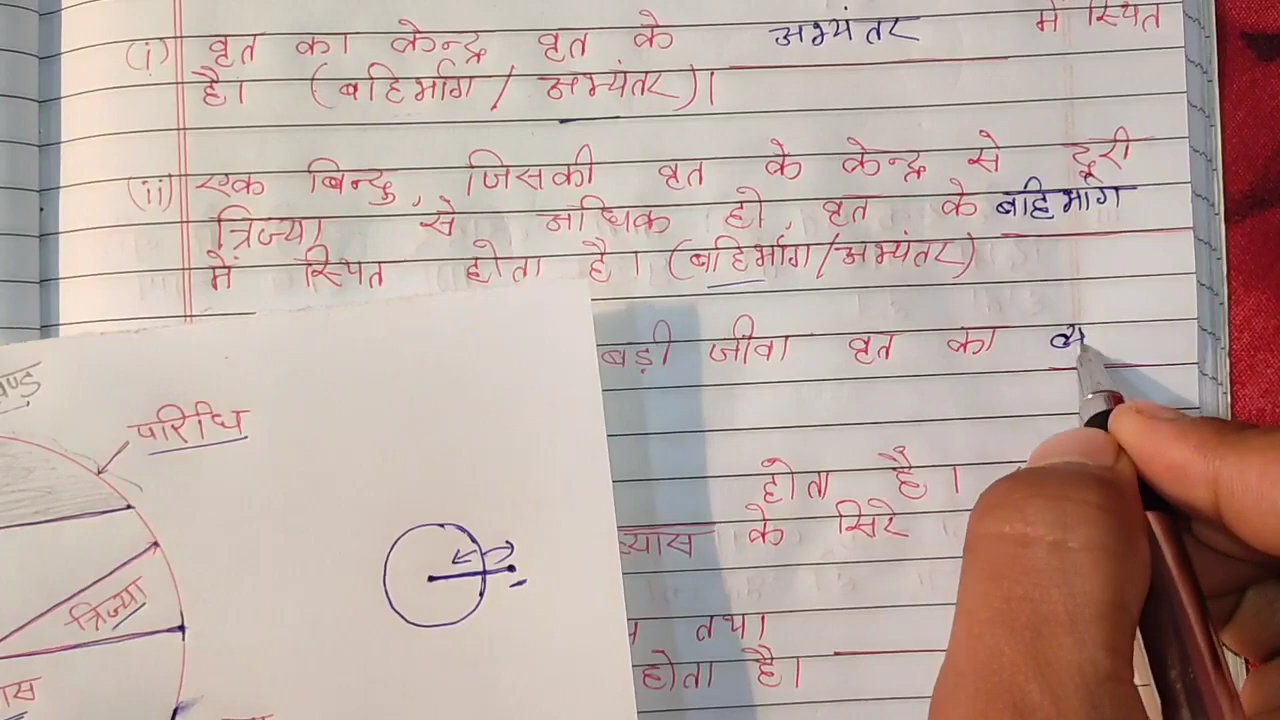 (i) वृत का केन्द्र वृत के अभ्यंतर में स्थित
है। (बहिर्भाग / अभ्यंतर)।
(ii) एक बिन्दु, जिसकी वृत के केन्द्र से दूरी
त्रिज्या से अधिक हो, वृत के बहिर्भाग
में स्थित होता है। (बहिर्भाग/अभ्यंतर)
बड़ी जीवा वृत का व्य
होता है।
व्यास के सिरे
तथा
होता है।
परिधि
त्रिज्या